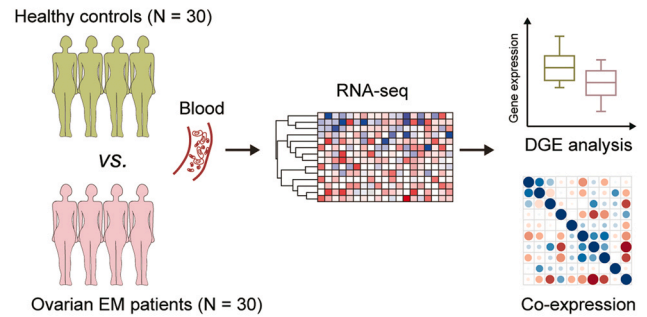 Healthy controls (N = 30)
vs.
Ovarian EM patients (N = 30)
Blood
RNA-seq
Gene expression
DGE analysis
Co-expression